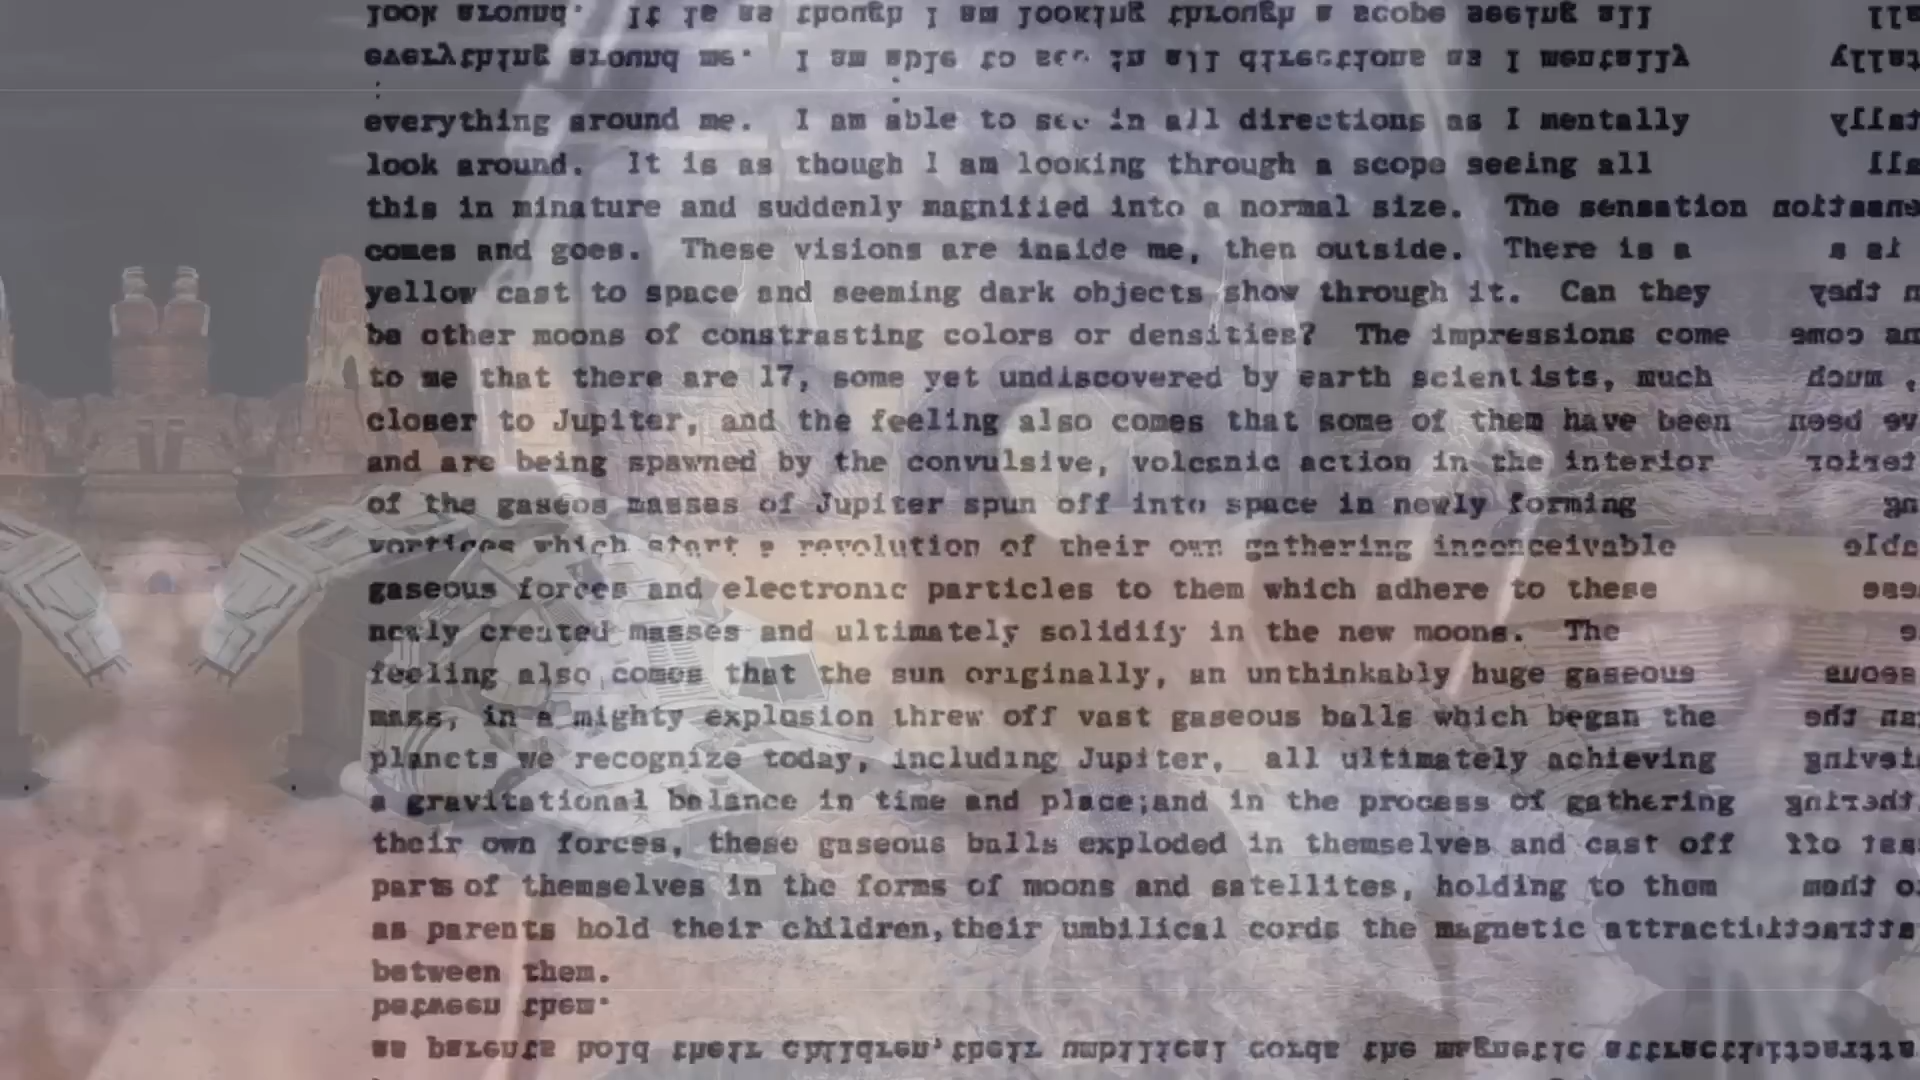 everything around me. I am able to see in all directions as I mentally
look around. It is as though I am looking through a scope seeing all
this in minature and suddenly magnified into a normal size. The sensation
comes and goes. These visions are inside me, then outside. There is a
yellow cast to space and seeming dark objects show through it. Can they
be other moons of constrasting colors or densities? The impressions come
to me that there are 17, some yet undiscovered by earth scientists, much
closer to Jupiter, and the feeling also comes that some of them have been
and are being spawned by the convulsive, volcanic action in the interior
of the gaseos masses of Jupiter spun off into space in newly forming
vortices which start a revolution of their own gathering inconceivable
gaseous forces and electronic particles to them which adhere to these
newly created masses and ultimately solidify in the new moons. The
feeling also comes that the sun originally, an unthinkably huge gaseous
mass, in a mighty explosion threw off vast gaseous balls which began the
planets we recognize today, including Jupiter, all ultimately achieving
a gravitational balance in time and place;and in the process of gathering
their own forces, these gaseous balls exploded in themselves and cast off
parts of themselves in the forms of moons and satellites, holding to them
as parents hold their children,their umbilical cords the magnetic
between them.